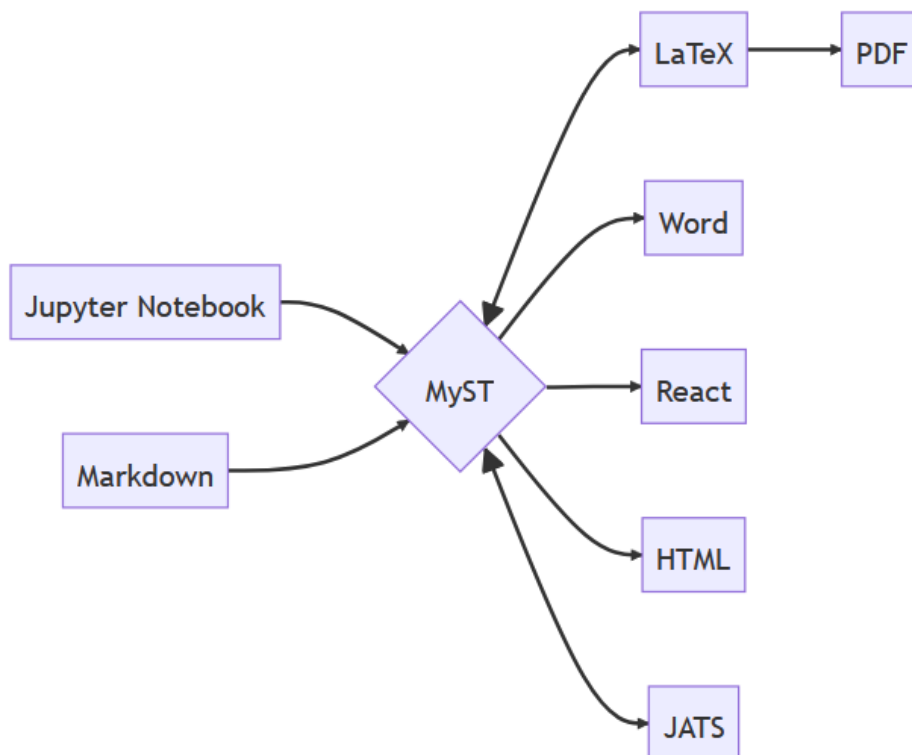 LaTeX
PDF
Word
Jupyter Notebook
MyST
React
Markdown
HTML
JATS